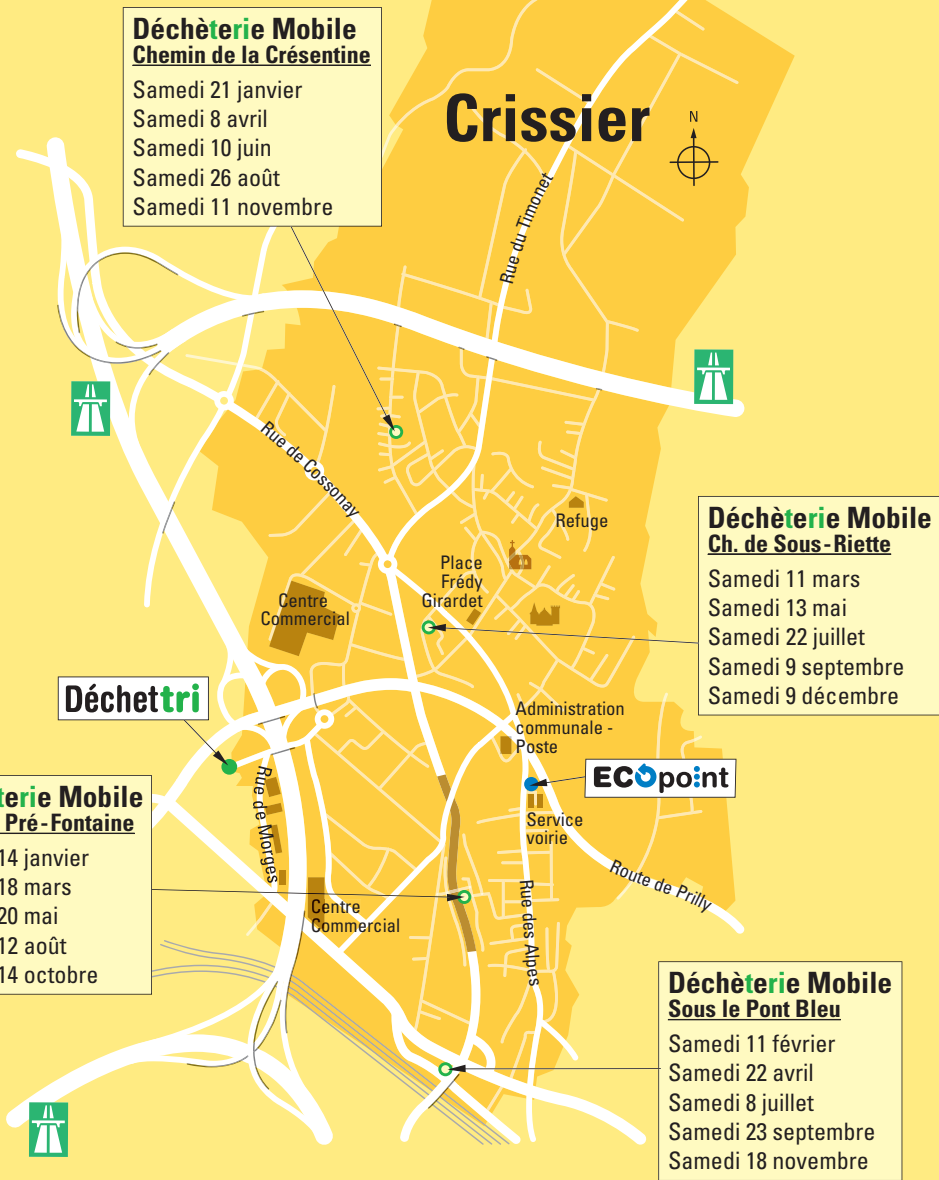 Déchèterie Mobile
Chemin de la Crésentine
Samedi 21 janvier
Samedi 8 avril
Samedi 10 juin
Samedi 26 août
Samedi 11 novembre
Crissier
N
Rue du Timonet
Rue de Cossonay
Refuge
Place
Frédy
Girardet
Centre
Commercial
Déchèterie Mobile
Ch. de Sous-Riette
Samedi 11 mars
Samedi 13 mai
Samedi 22 juillet
Samedi 9 septembre
Samedi 9 décembre
Déchettri
Administration
communale -
Poste
ECOpoint
Service
voirie
Rue de Morges
terie Mobile
Pré-Fontaine
14 janvier
18 mars
20 mai
12 août
14 octobre
Centre
Commercial
Rue des Alpes
Route de Prilly
Déchèterie Mobile
Sous le Pont Bleu
Samedi 11 février
Samedi 22 avril
Samedi 8 juillet
Samedi 23 septembre
Samedi 18 novembre